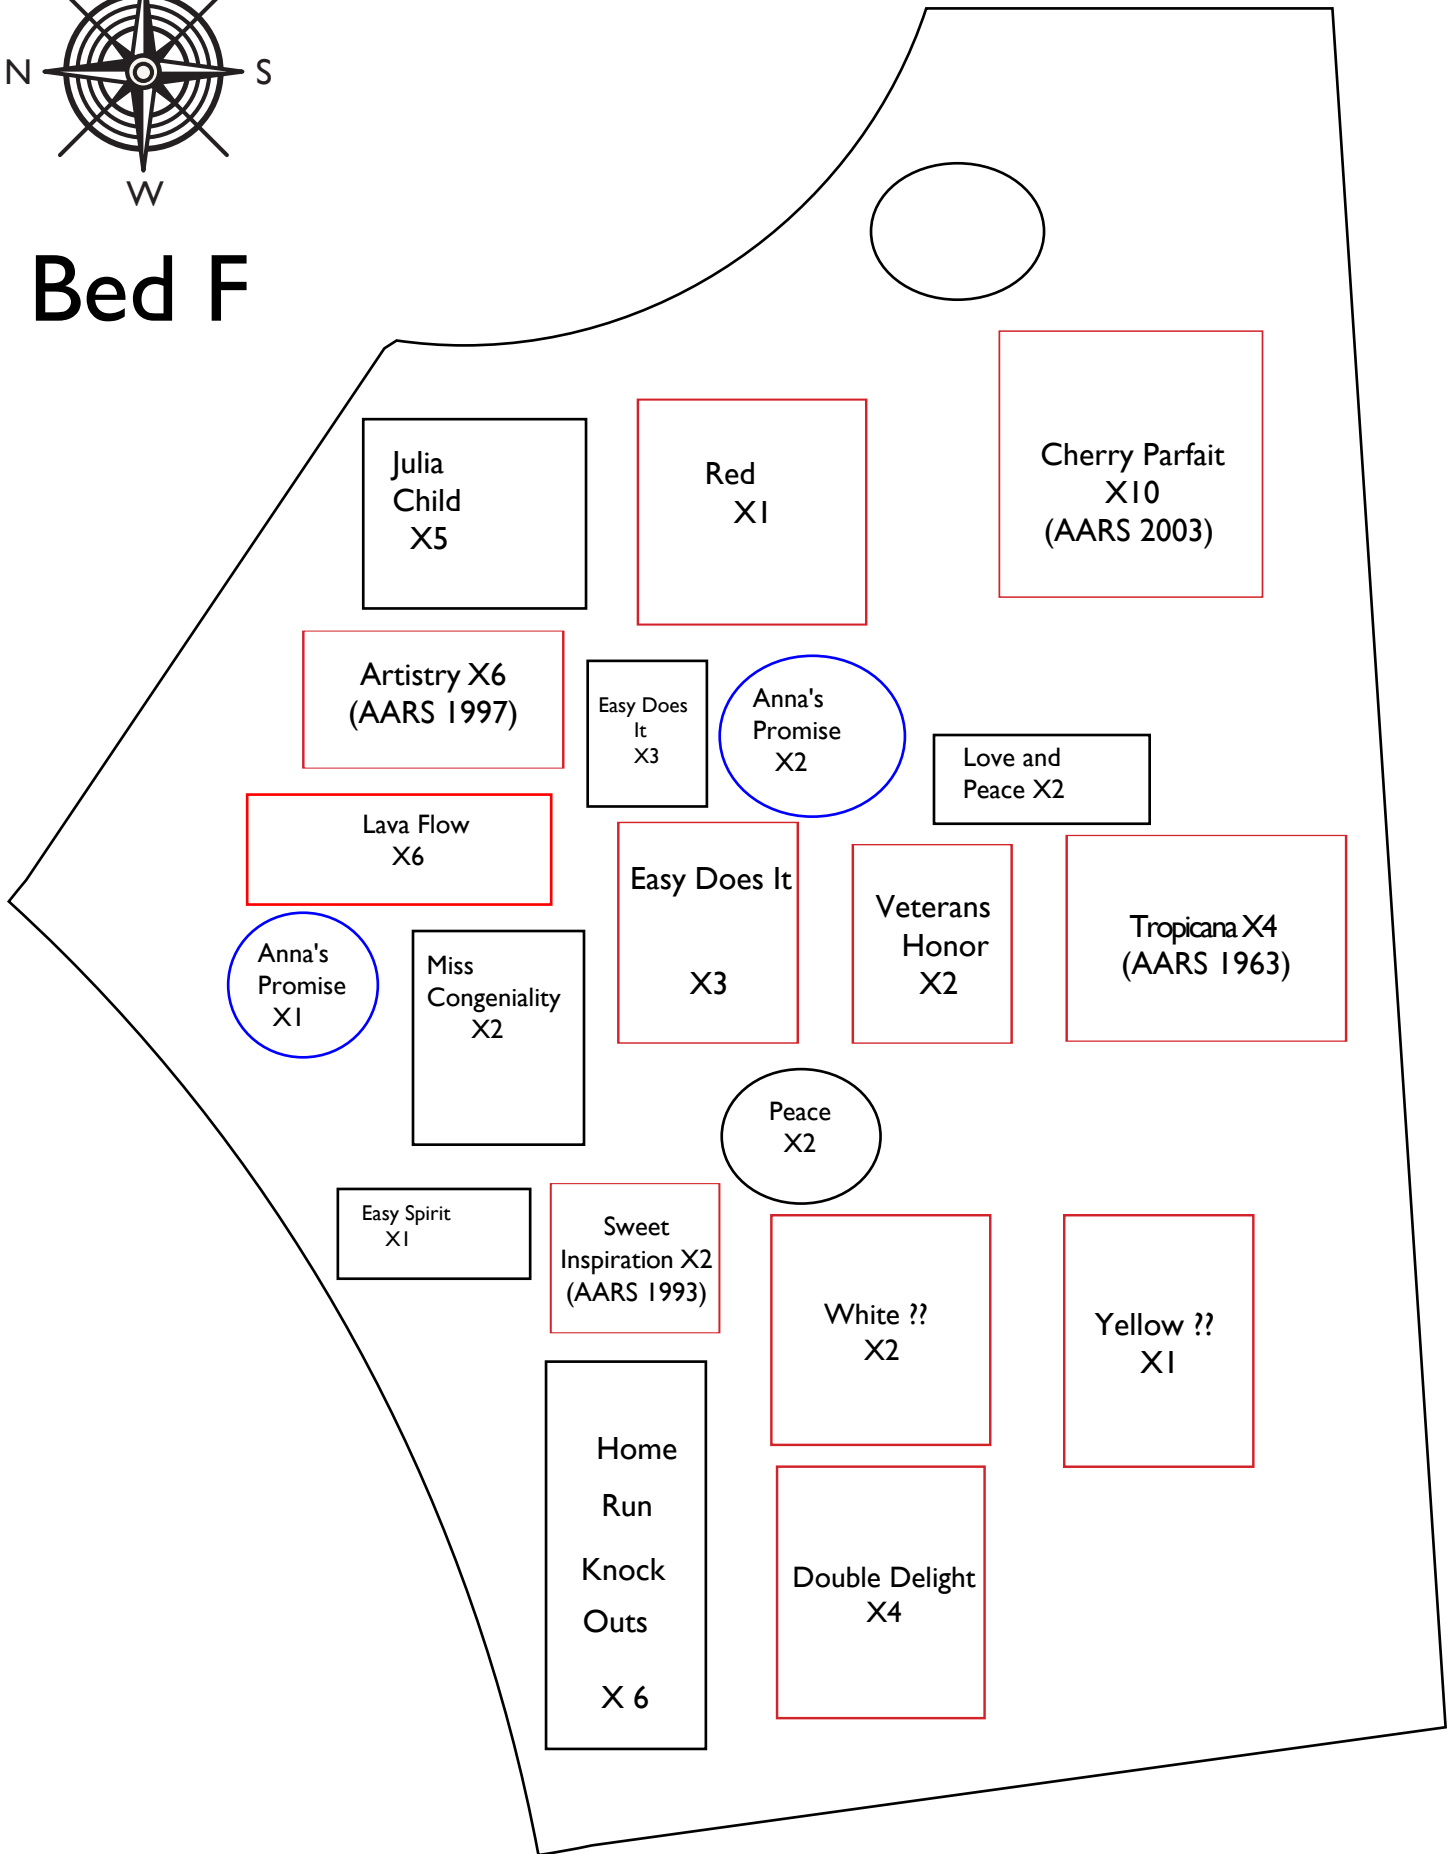 N
S
W
Bed F
Julia
Child
X5
Red
X1
Cherry Parfait
X10
(AARS 2003)
Artistry X6
(AARS 1997)
Easy Does
It
X3
Anna's
Promise
X2
Love and
Peace X2
Lava Flow
X6
Easy Does It
X3
Veterans
Honor
X2
Tropicana X4
(AARS 1963)
Anna's
Promise
X1
Miss
Congeniality
X2
Peace
X2
Easy Spirit
X1
Sweet
Inspiration X2
(AARS 1993)
White ??
X2
Yellow ??
X1
Home
Run
Knock
Outs
X 6
Double Delight
X4